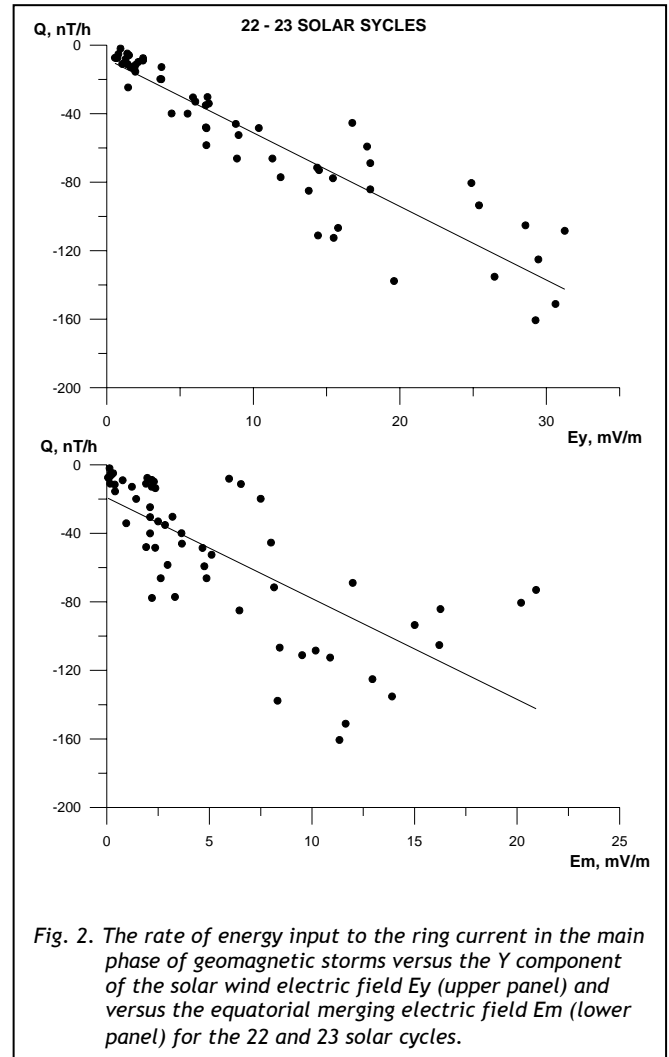 22 - 23 SOLAR SYCLES
Q, nT/h
0
-40
-80
-120
-160
-200
0 10 20 30
Ey, mV/m
Q, nT/h
0
-40
-80
-120
-160
-200
0 5 10 15 20 25
Em, mV/m
Fig. 2. The rate of energy input to the ring current in the main
phase of geomagnetic storms versus the Y component
of the solar wind electric field Ey (upper panel) and
versus the equatorial merging electric field Em (lower
panel) for the 22 and 23 solar cycles.